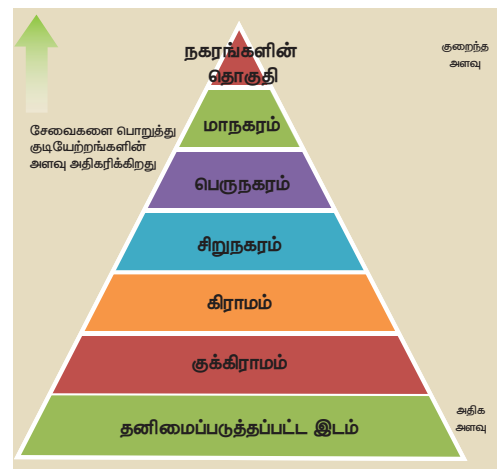 நகரங்களின்
தொகுதி
குறைந்த
அளவு
மாநகரம்
சேவைகளை பொறுத்து
குடியேற்றங்களின்
அளவு அதிகரிக்கிறது
பெருநகரம்
சிறுநகரம்
கிராமம்
குக்கிராமம்
அதிக
அளவு
தனிமைப்படுத்தப்பட்ட இடம்